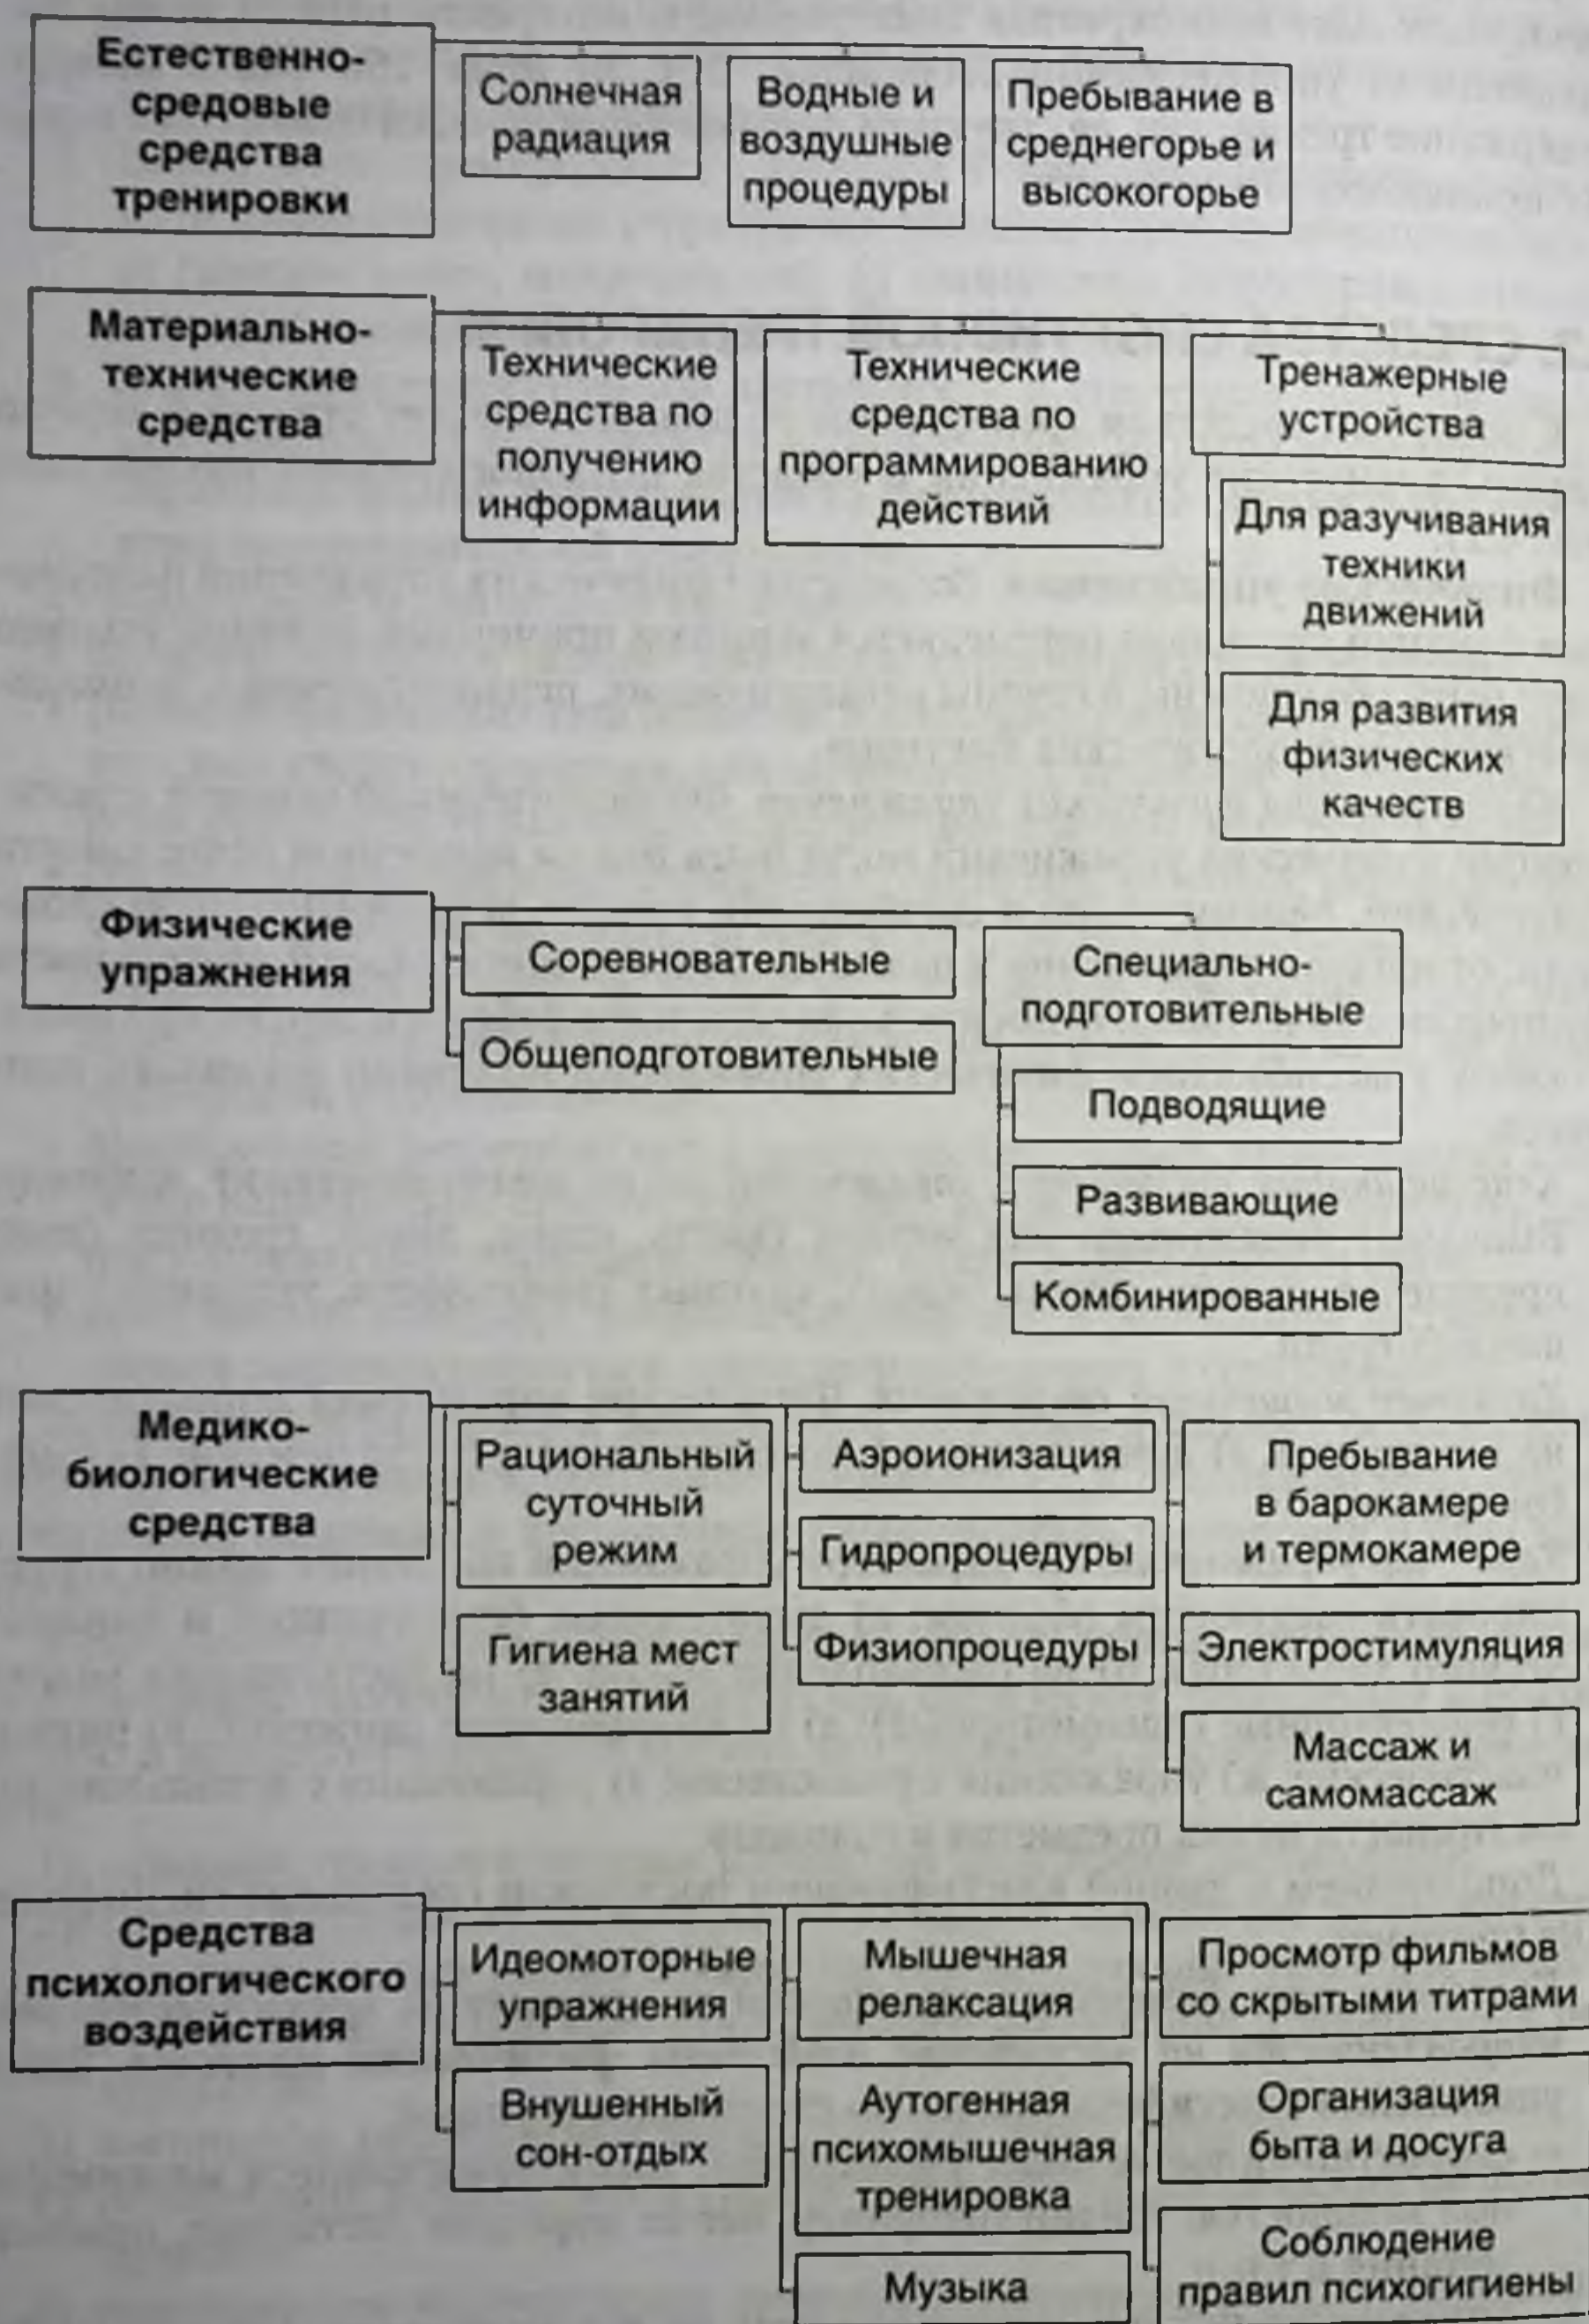 Естественно-
средовые
средства
тренировки
Солнечная
радиация
Водные и
воздушные
процедуры
Пребывание в
среднегорье и
высокогорье
Материально-
технические
средства
Технические
средства по
получению
информации
Технические
средства по
программированию
действий
Тренажерные
устройства
Для разучивания
техники
движений
Для развития
физических
качеств
Физические
упражнения
Соревновательные
Общеподготовительные
Специально-
подготовительные
Подводящие
Развивающие
Комбинированные
Медико-
биологические
средства
Рациональный
суточный
режим
Гигиена мест
занятий
Аэроионизация
Гидропроцедуры
Физиопроцедуры
Пребывание
в барокамере
и термокамере
Электростимуляция
Массаж и
самомассаж
Средства
психологического
воздействия
Идеомоторные
упражнения
Внушенный
сон-отдых
Мышечная
релаксация
Аутогенная
психомышечная
тренировка
Музыка
Просмотр фильмов
со скрытыми титрами
Организация
быта и досуга
Соблюдение
правил психогигиены